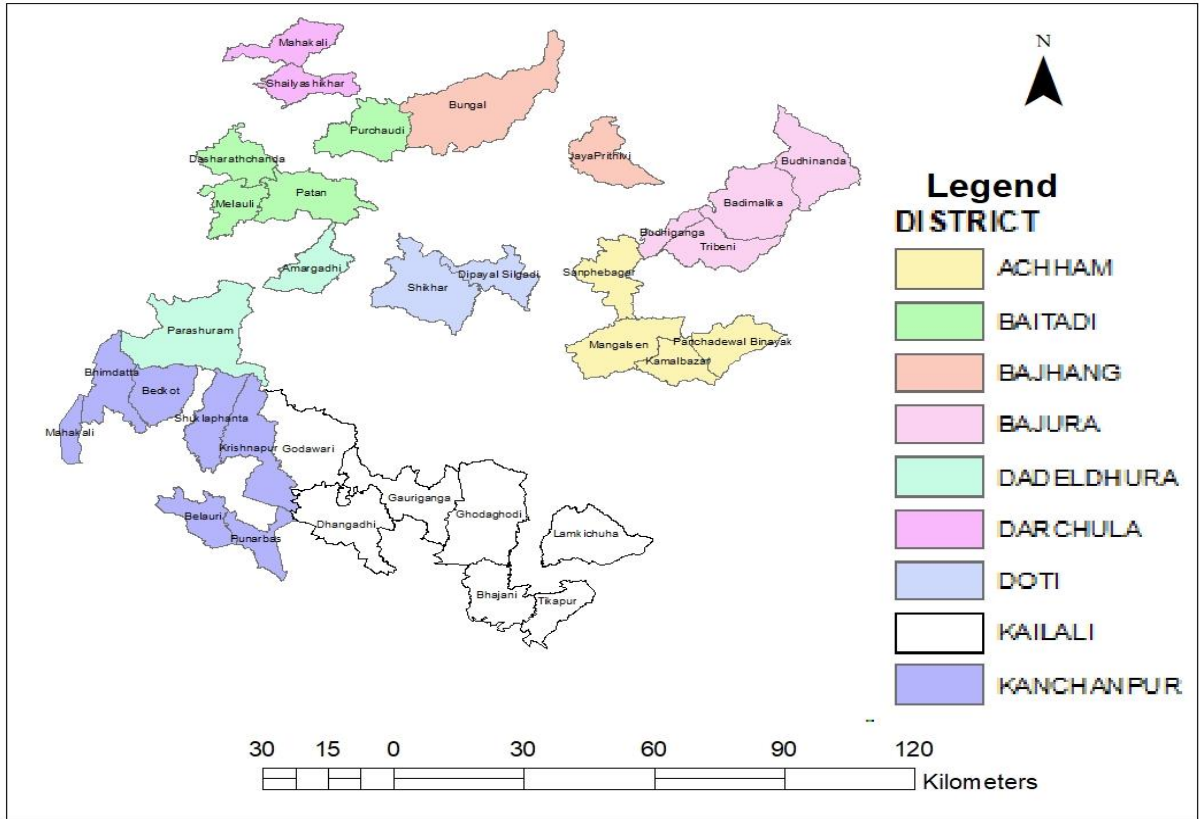 Mahakali
N
Shailyashikhar
Bungal
Purchaudi
Dasharathchanda
JayaPrithivi
Budhinanda
Patan
Melauli
Badimalika
Budhiganga
Tribeni
Amargadhi
Sanphebagar
Dipayal Silgadi
Shikhar
Parashuram
Mangalsen
Panchadewal Binayak
Kamalbazar
Bhimdatta
Bedkot
Mahakali
Shuklaphanta
Krishnapur
Godawari
Gauriganga
Belauri
Dhangadhi
Ghodaghodi
Punarbas
Lamkichuha
Bhajani
Tikapur
Legend
DISTRICT
ACHHAM
BAITADI
BAJHANG
BAJURA
DADELDHURA
DARCHULA
DOTI
KAILALI
KANCHANPUR
30 15 0 30 60 90 120
Kilometers